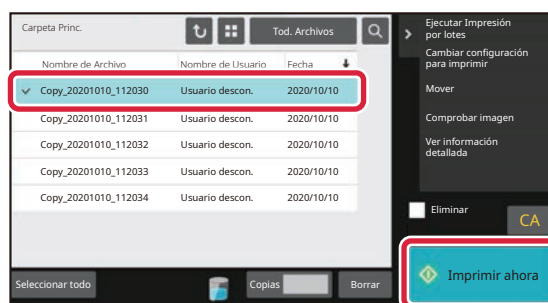 Carpeta Princ.
Tod. Archivos
Nombre de Archivo Nombre de Usuario Fecha
Copy_20201010_112030 Usuario descon. 2020/10/10
Copy_20201010_112031 Usuario descon. 2020/10/10
Copy_20201010_112032 Usuario descon. 2020/10/10
Copy_20201010_112033 Usuario descon. 2020/10/10
Copy_20201010_112034 Usuario descon. 2020/10/10
Seleccionar todo
Copias
Borrar
Ejecutar Impresión
por lotes
Cambiar configuración
para imprimir
Mover
Comprobar imagen
Ver información
detallada
Eliminar
CA
Imprimir ahora